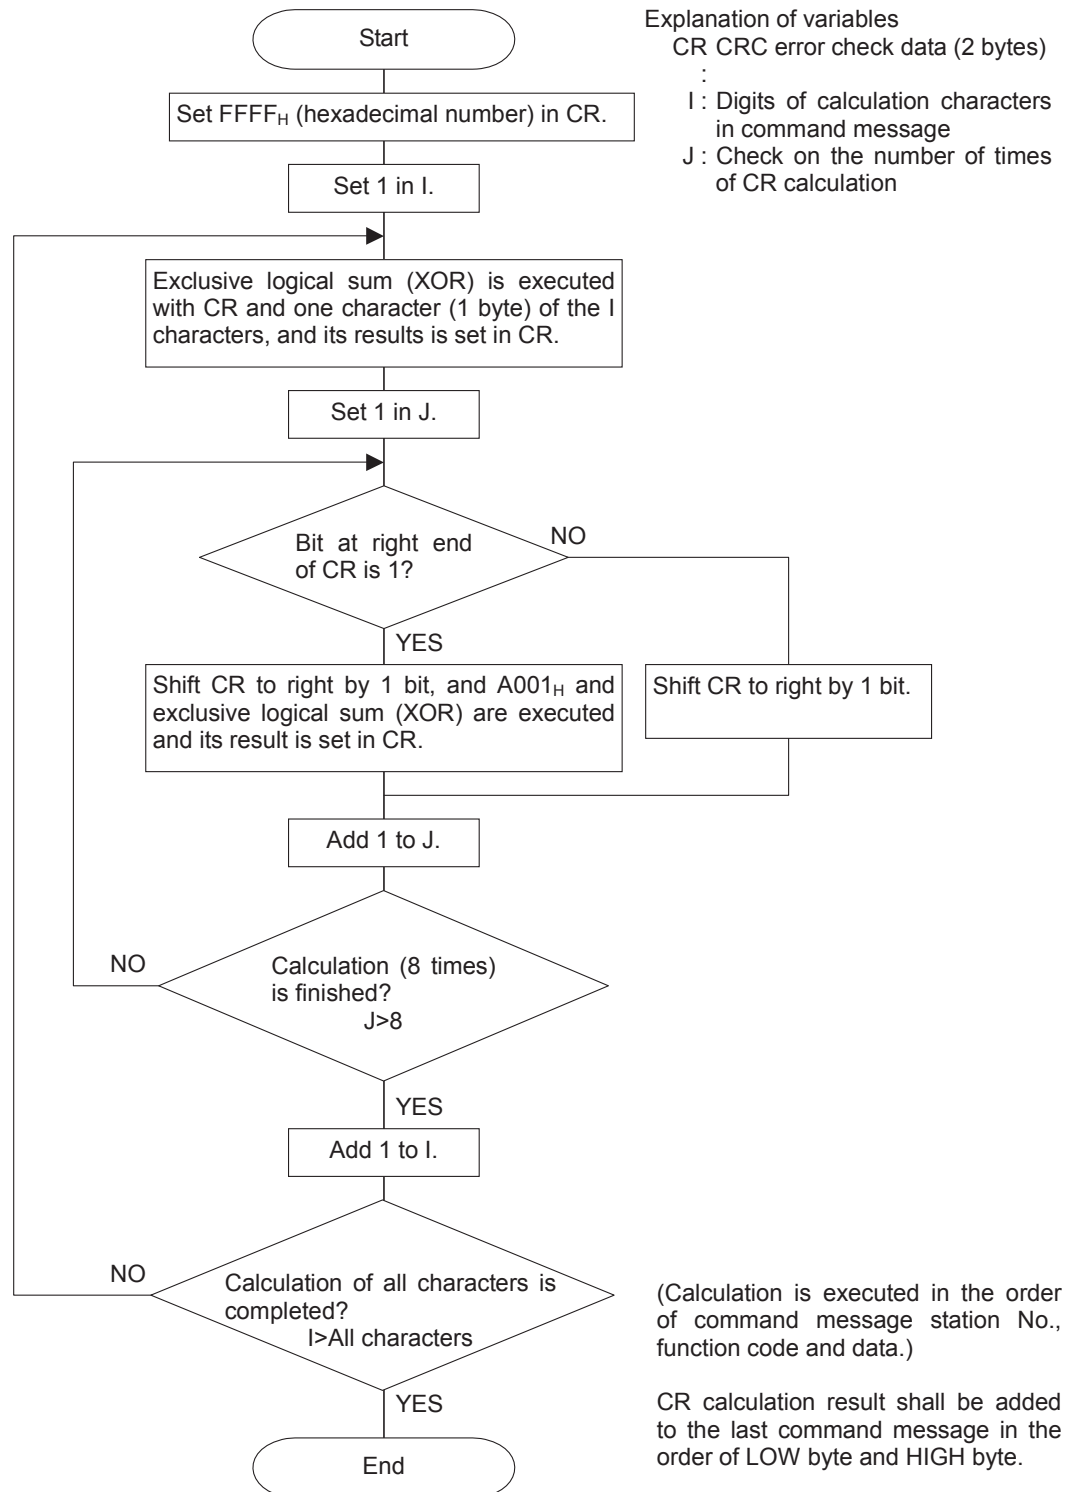 Start
Explanation of variables
CR CRC error check data (2 bytes)
:
I : Digits of calculation characters
in command message
J : Check on the number of times
of CR calculation
Set FFFFH (hexadecimal number) in CR.
Set 1 in I.
Exclusive logical sum (XOR) is executed
with CR and one character (1 byte) of the I
characters, and its results is set in CR.
Set 1 in J.
Bit at right end
of CR is 1?
NO
YES
Shift CR to right by 1 bit, and A001H and
exclusive logical sum (XOR) are executed
and its result is set in CR.
Shift CR to right by 1 bit.
Add 1 to J.
NO
Calculation (8 times)
is finished?
J>8
YES
Add 1 to I.
NO
Calculation of all characters is
completed?
I>All characters
YES
End
(Calculation is executed in the order
of command message station No.,
function code and data.)
CR calculation result shall be added
to the last command message in the
order of LOW byte and HIGH byte.